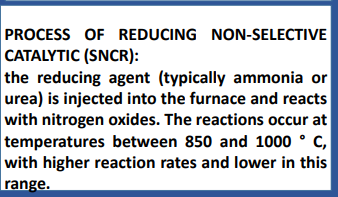 PROCESS OF REDUCING NON-SELECTIVE
CATALYTIC (SNCR):
the reducing agent (typically ammonia or
urea) is injected into the furnace and reacts
with nitrogen oxides. The reactions occur at
temperatures between 850 and 1000 ° C,
with higher reaction rates and lower in this
range.